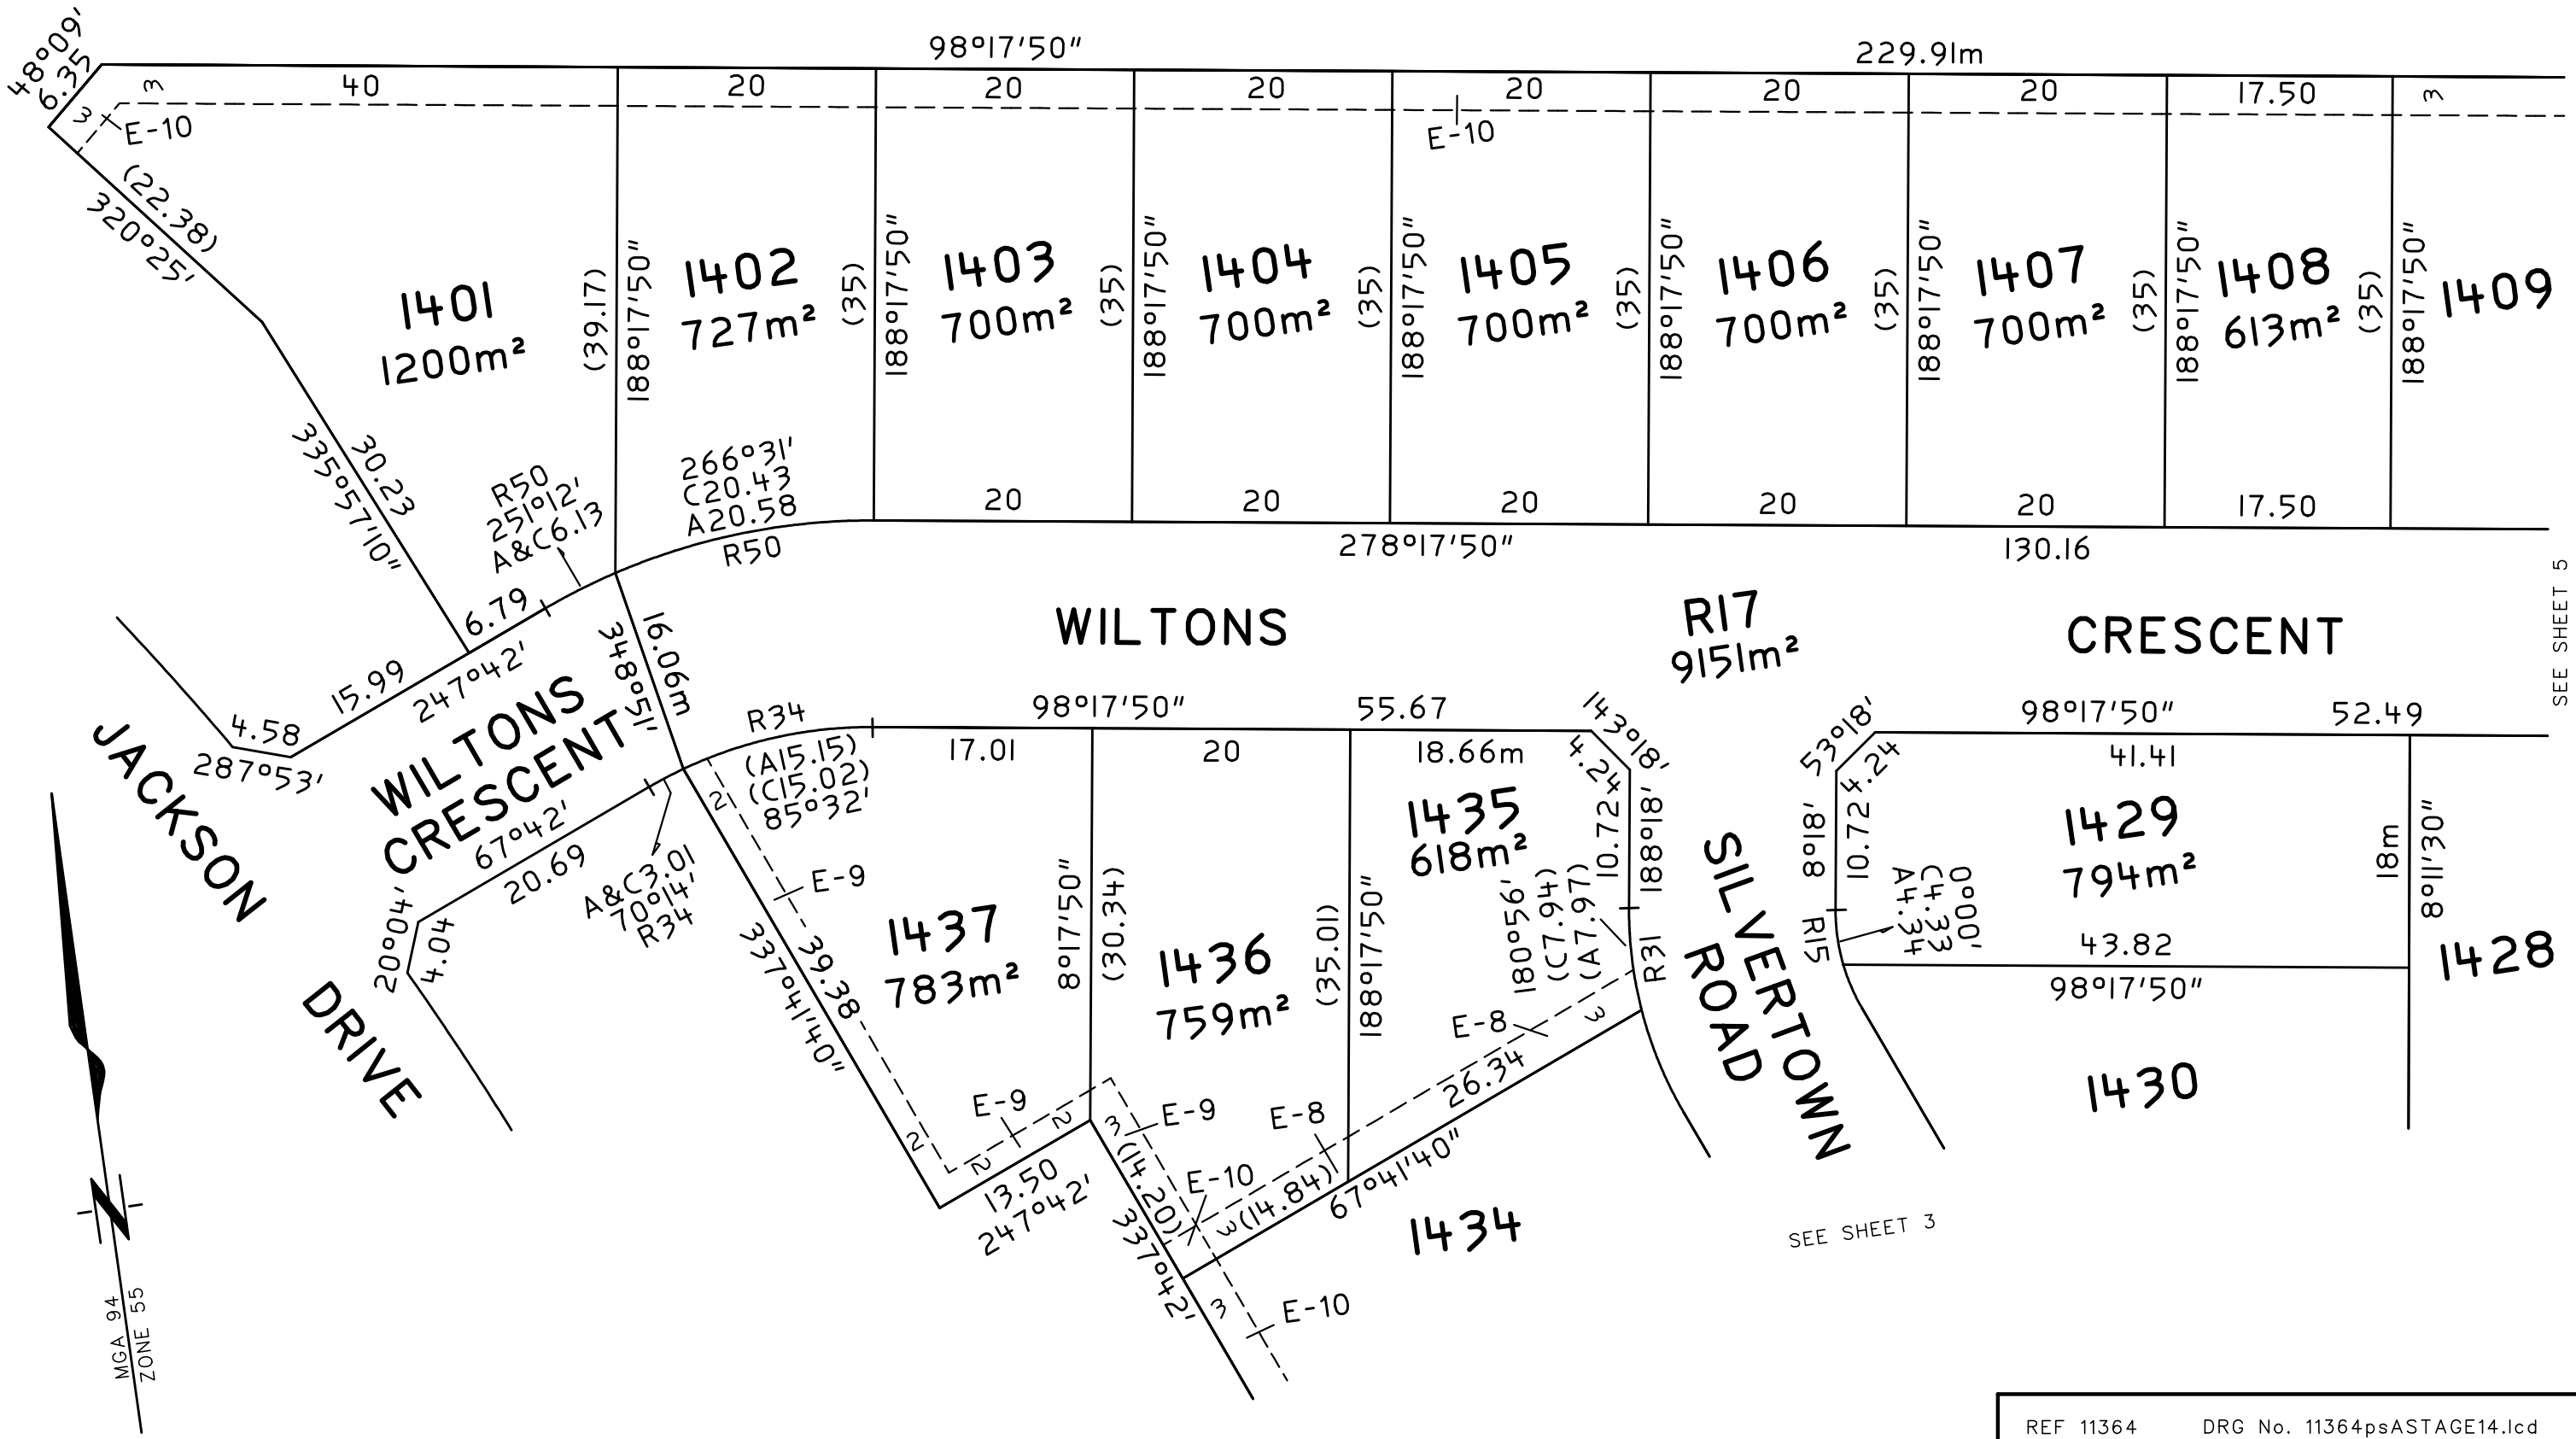 98°17'50"
229.91m
48°09'
6.35
3
40
20
20
20
20
20
20
17.50
3
3
E-10
E-10
(22.38)
320°25'
1401
1200m²
(39.17)
188°17'50"
1402
727m²
(35)
188°17'50"
1403
700m²
(35)
188°17'50"
1404
700m²
(35)
188°17'50"
1405
700m²
(35)
188°17'50"
1406
700m²
(35)
188°17'50"
1407
700m²
(35)
188°17'50"
1408
613m²
(35)
188°17'50"
1409
30.23
335°57'10"
R50
251°12'
A&C6.13
266°31'
C20.43
A20.58
R50
20
20
20
20
20
17.50
278°17'50"
130.16
6.79
15.99
247°42'
4.58
287°53'
16.06m
348°51'
WILTONS
R17
9151m²
CRESCENT
SEE SHEET 5
JACKSON
DRIVE
WILTONS
CRESCENT
67°42'
20.69
20°04'
4.04
A&C3.01
70°14'
R34
R34
(A15.15)
(C15.02)
85°32'
98°17'50"
55.67
17.01
20
18.66m
143°18'
4.24
53°18'
4.24
98°17'50"
52.49
41.41
2
E-9
39.38
337°41'40"
1437
783m²
8°17'50"
(30.34)
1436
759m²
(35.01)
188°17'50"
1435
618m²
10.72
188°18'
180°56'
(C7.94)
(A7.97)
R31
SILVERTOWN
ROAD
8°18'
10.72
R15
0°00'
C4.33
A4.34
1429
794m²
18m
8°11'30"
43.82
98°17'50"
1428
1430
2
2
E-9
2
13.50
247°42'
3
E-9
(14.20)
337°42'
E-10
E-8
E-8
3
3
(14.84)
26.34
67°41'40"
1434
3
E-10
SEE SHEET 3
N
MGA 94
ZONE 55
REF 11364 DRG No. 11364psASTAGE14.lcd